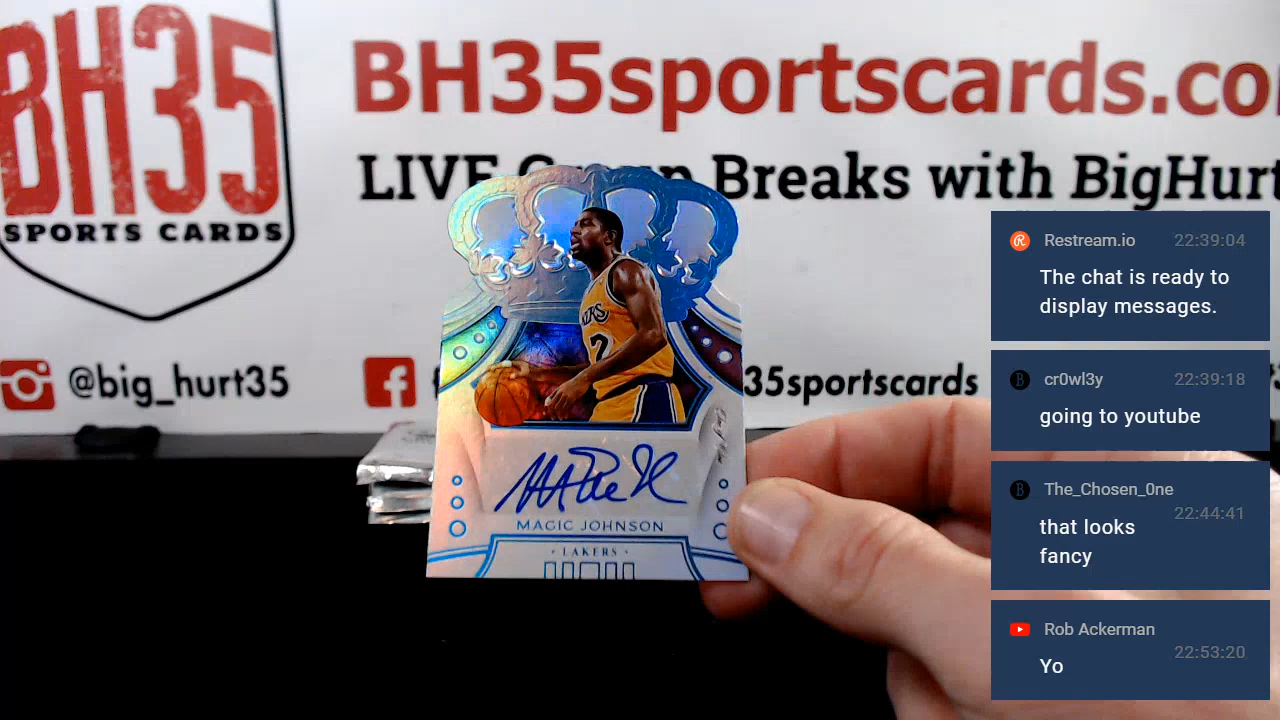 BH35
SPORTS CARDS
BH35sportscards.co
LIVE Group Breaks with BigHurt
@big_hurt35
35sportscards
MAGIC JOHNSON
• LAKERS •
Restream.io 22:39:04
The chat is ready to
display messages.
cr0wl3y 22:39:18
going to youtube
The_Chosen_0ne
22:44:41
that looks
fancy
Rob Ackerman
22:53:20
Yo